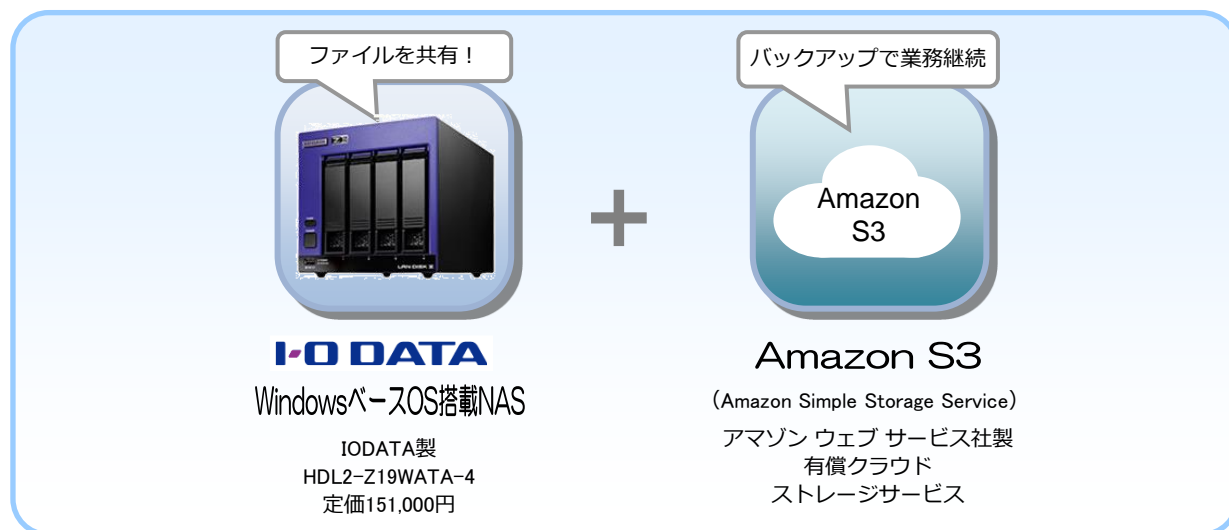 ファイルを共有！
バックアップで業務継続
LAN DISK Z
Amazon
S3
I-O DATA
WindowsベースOS搭載NAS
IODATA製
HDL2-Z19WATA-4
定価151,000円
Amazon S3
(Amazon Simple Storage Service)
アマゾン ウェブ サービス社製
有償クラウド
ストレージサービス